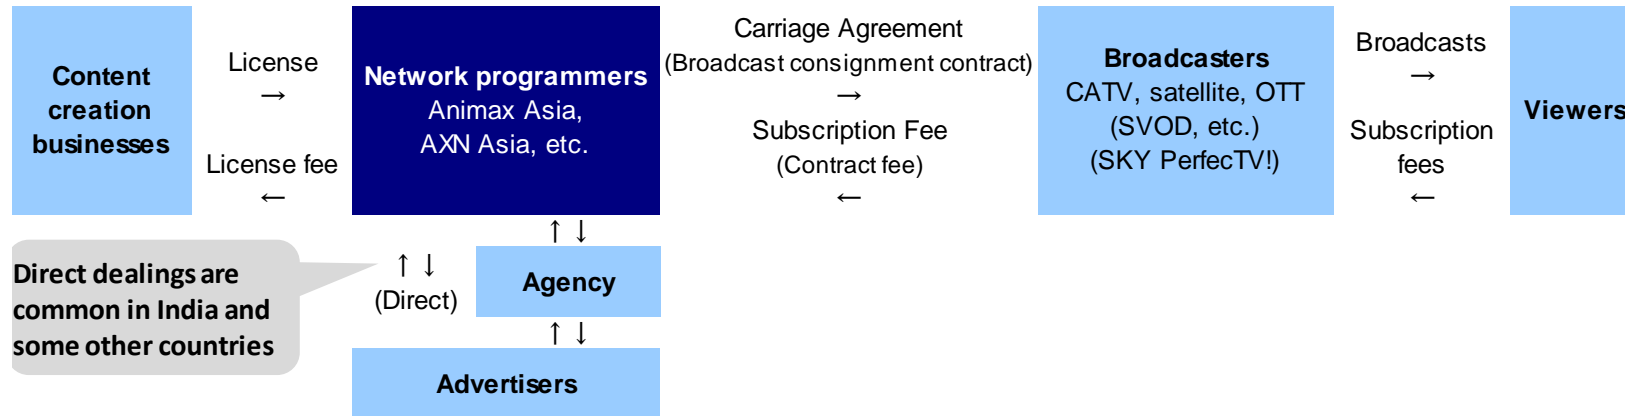 Content
creation
businesses
License
→
License fee
←
Network programmers
Animax Asia,
AXN Asia, etc.
Carriage Agreement
(Broadcast consignment contract)
→
Subscription Fee
(Contract fee)
←
Broadcasters
CATV, satellite, OTT
(SVOD, etc.)
(SKY PerfecTV!)
Broadcasts
→
Subscription
fees
←
Viewers
↑ ↓
Direct dealings are
common in India and
some other countries
↑ ↓
(Direct)
Agency
↑ ↓
Advertisers